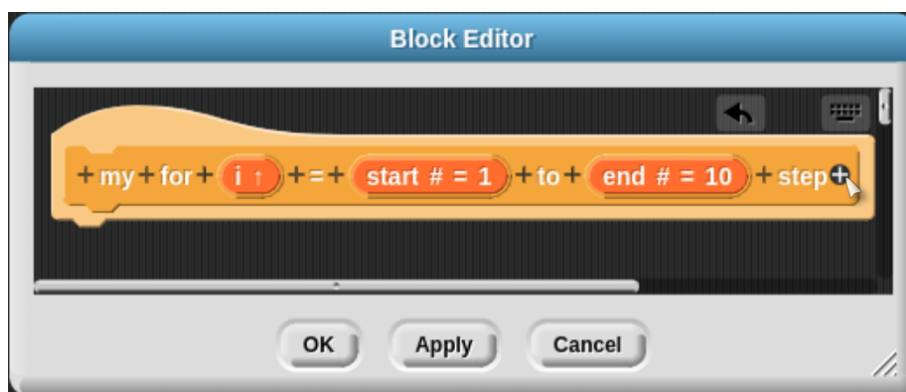 Block Editor
+ my + for + i ↑ + = + start # = 1 + to + end # = 10 + step +
OK Apply Cancel